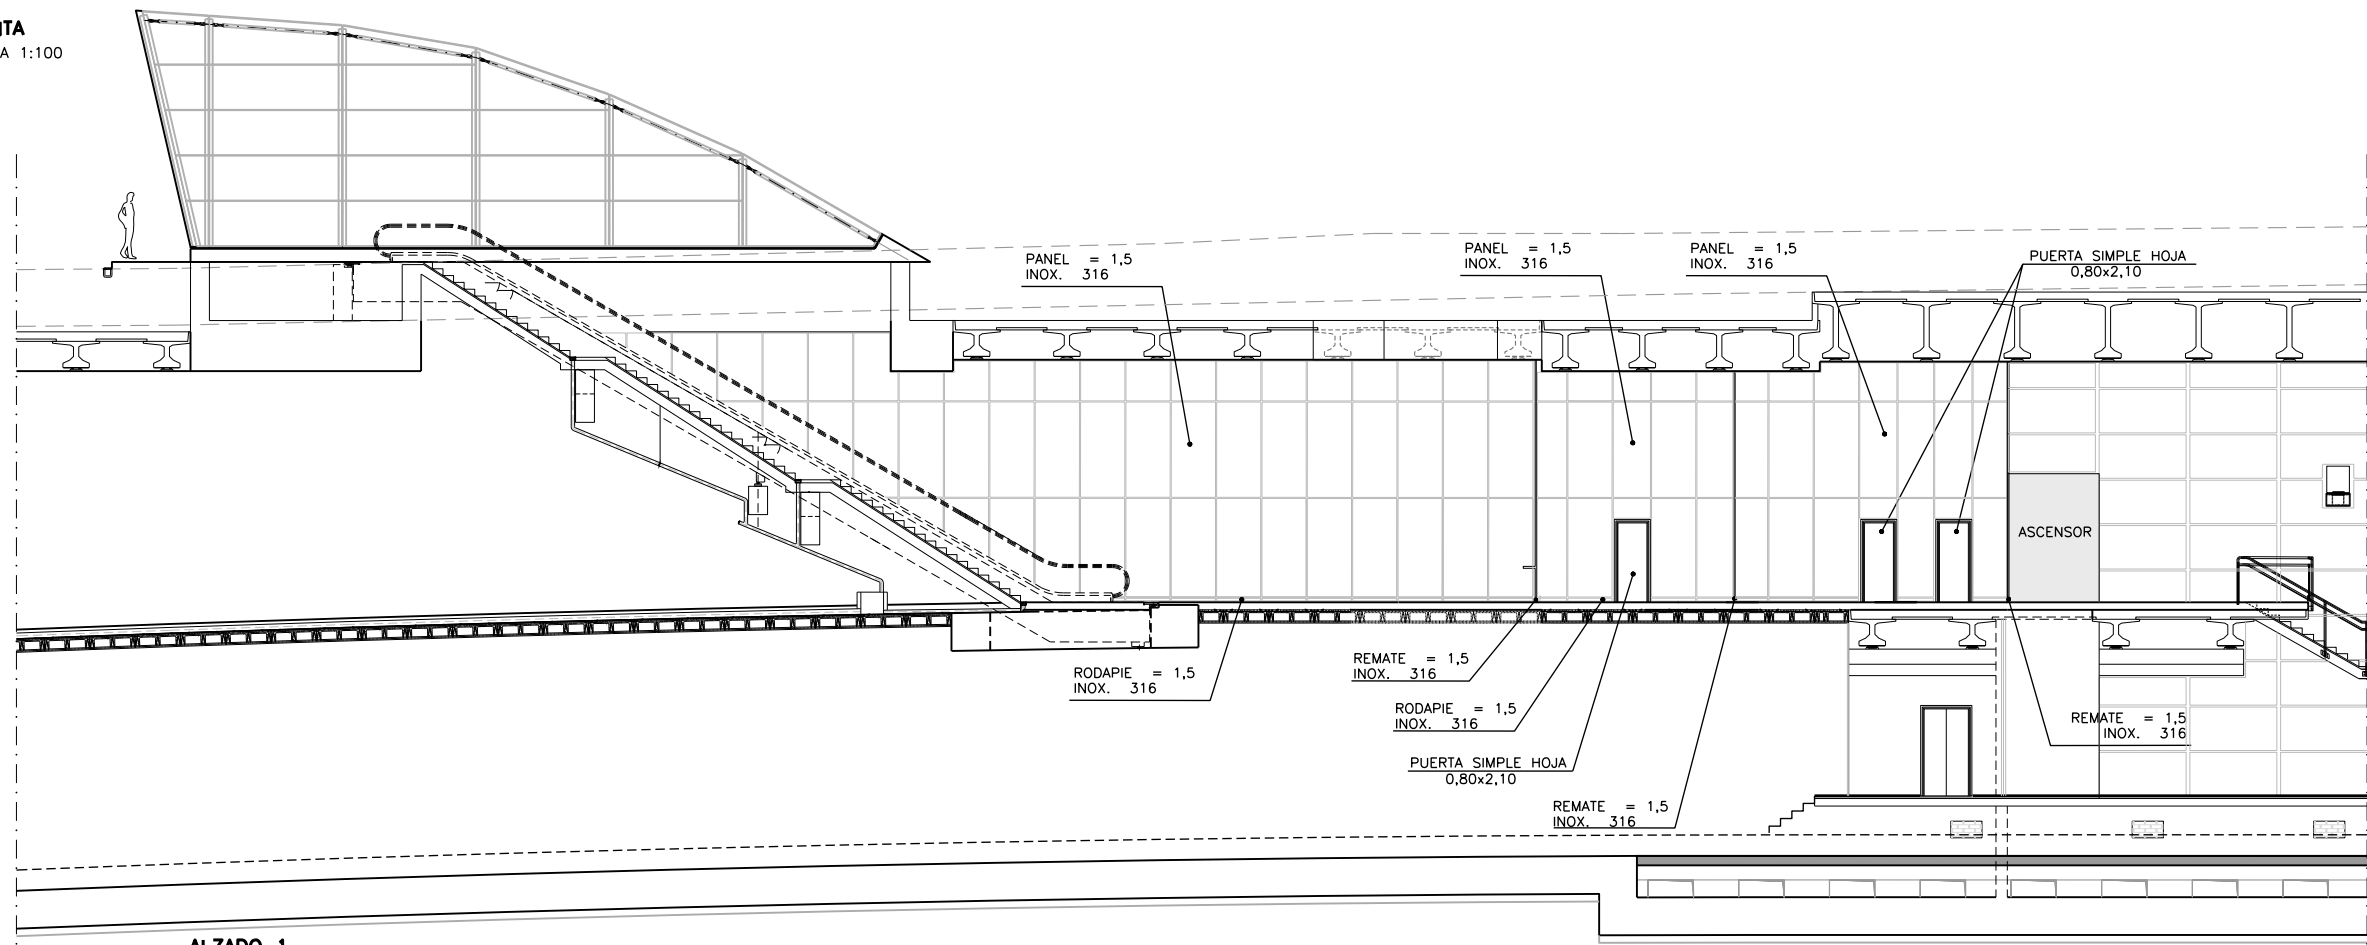 A 1:100
PANEL = 1,5
INOX. 316
PANEL = 1,5
INOX. 316
PANEL = 1,5
INOX. 316
PUERTA SIMPLE HOJA
0,80x2,10
ASCENSOR
RODAPIE = 1,5
INOX. 316
REMATE = 1,5
INOX. 316
RODAPIE = 1,5
INOX. 316
PUERTA SIMPLE HOJA
0,80x2,10
REMATE = 1,5
INOX. 316
REMATE = 1,5
INOX. 316
ALZADO 1